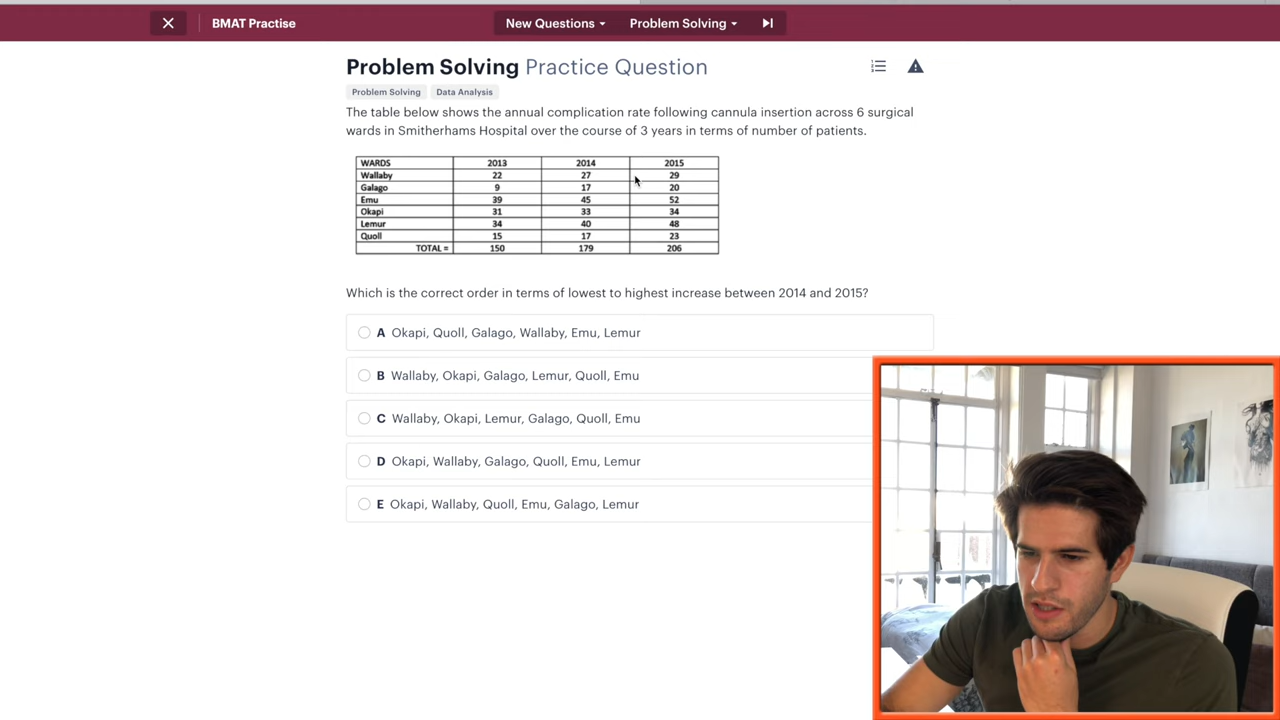 BMAT Practise
New Questions
Problem Solving
Problem Solving Practice Question
Problem Solving
Data Analysis
The table below shows the annual complication rate following cannula insertion across 6 surgical
wards in Smitherhams Hospital over the course of 3 years in terms of number of patients.
WARDS 2013 2014 2015
Wallaby 22 27 29
Galago 9 17 20
Emu 39 45 52
Okapi 31 33 34
Lemur 34 40 48
Quoll 15 17 23
TOTAL = 150 179 206
Which is the correct order in terms of lowest to highest increase between 2014 and 2015?
A Okapi, Quoll, Galago, Wallaby, Emu, Lemur
B Wallaby, Okapi, Galago, Lemur, Quoll, Emu
C Wallaby, Okapi, Lemur, Galago, Quoll, Emu
D Okapi, Wallaby, Galago, Quoll, Emu, Lemur
E Okapi, Wallaby, Quoll, Emu, Galago, Lemur